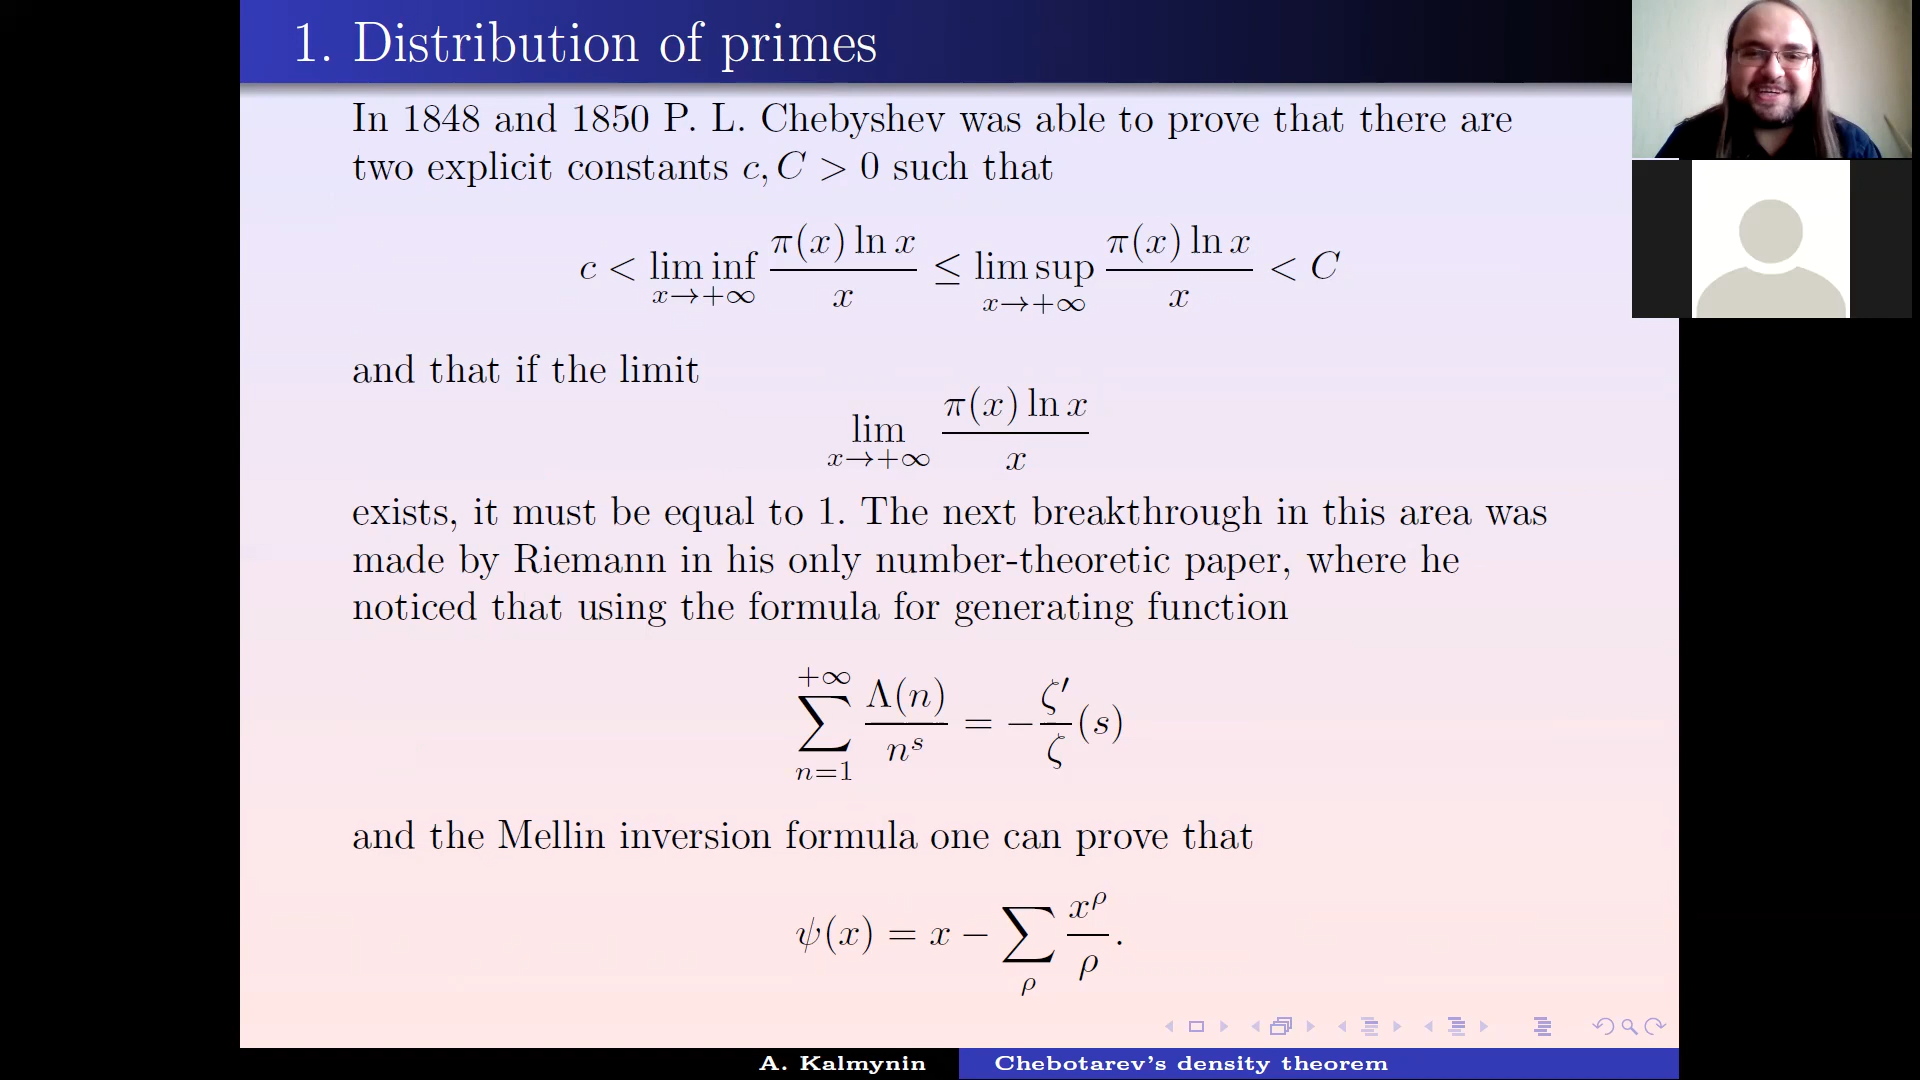 1. Distribution of primes
In 1848 and 1850 P. L. Chebyshev was able to prove that there are
two explicit constants c, C > 0 such that
c < lim inf_{x→+∞} π(x) ln x / x ≤ lim sup_{x→+∞} π(x) ln x / x < C
and that if the limit
lim_{x→+∞} π(x) ln x / x
exists, it must be equal to 1. The next breakthrough in this area was
made by Riemann in his only number-theoretic paper, where he
noticed that using the formula for generating function
∑_{n=1}^{+∞} Λ(n) / n^s = − ζ′/ζ (s)
and the Mellin inversion formula one can prove that
ψ(x) = x − ∑_ρ x^ρ / ρ.
A. Kalmynin
Chebotarev's density theorem